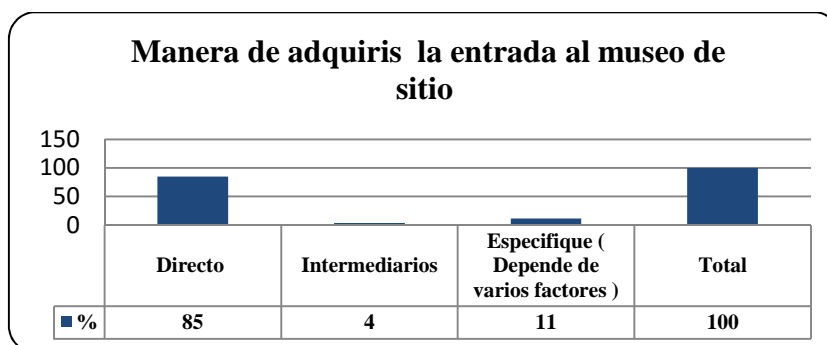 Manera de adquiris la entrada al museo de
sitio
150
100
50
0
Directo
Intermediarios
Especifique (
Depende de
varios factores )
Total
% 85 4 11 100